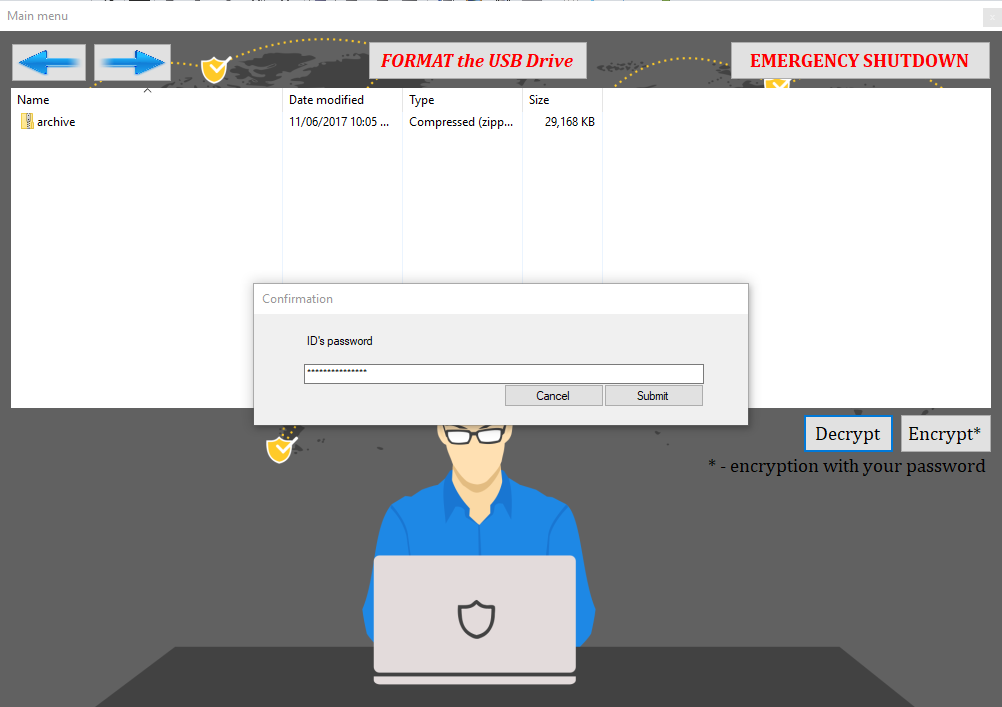 Main menu
FORMAT the USB Drive
EMERGENCY SHUTDOWN
Name Date modified Type Size
archive 11/06/2017 10:05 ... Compressed (zipp... 29,168 KB
Confirmation
ID's password
***************
Cancel Submit
Decrypt Encrypt*
* - encryption with your password